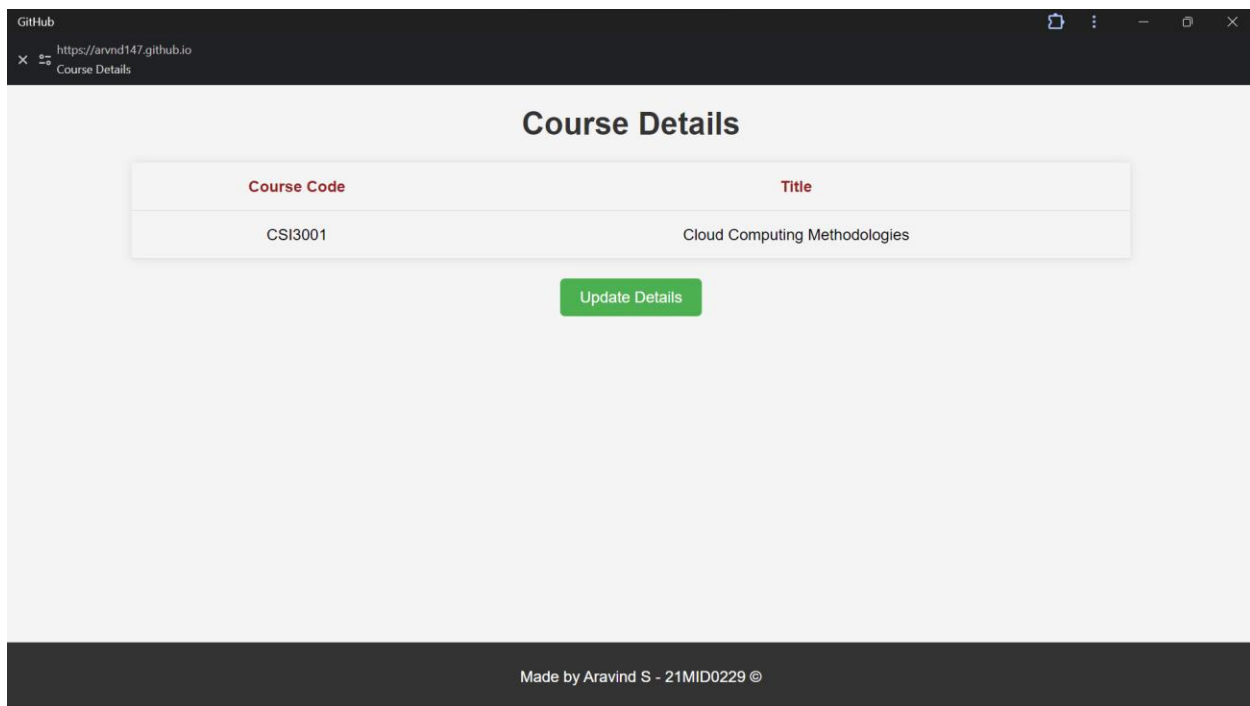 GitHub
https://arvnd147.github.io
Course Details
Course Details
Course Code Title
CSI3001 Cloud Computing Methodologies
Update Details
Made by Aravind S - 21MID0229 ©